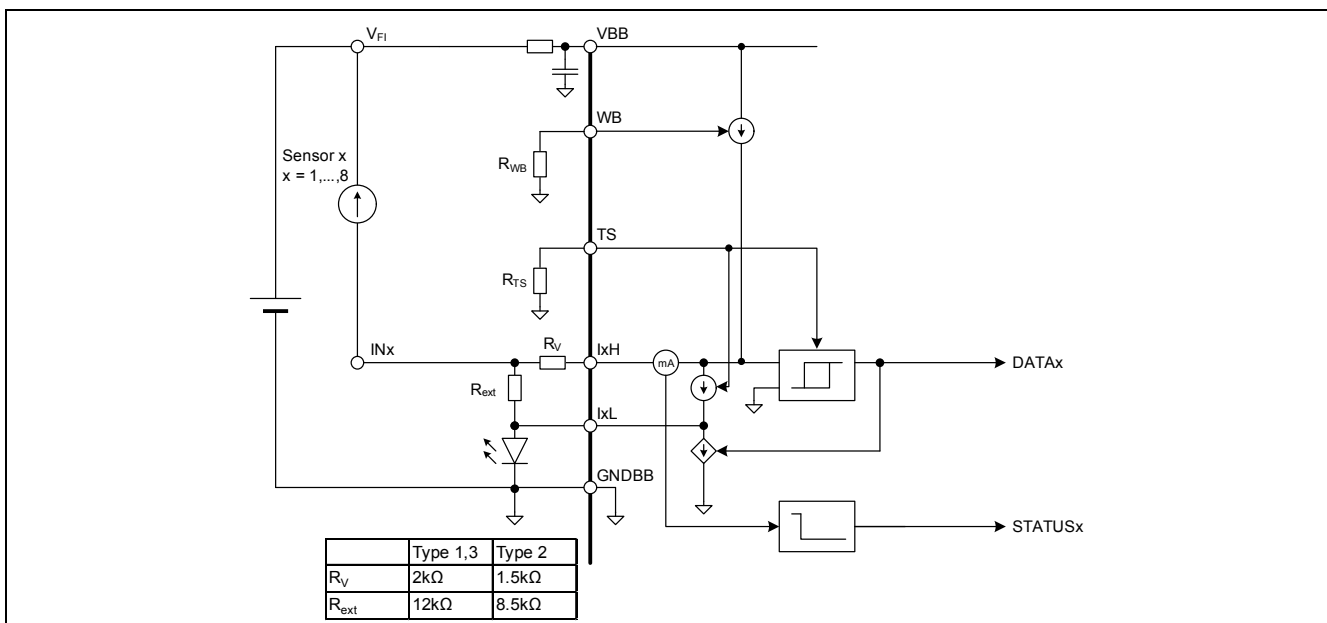 V_FI
VBB
WB
R_WB
Sensor x
x = 1,...,8
TS
R_TS
INx
R_V
IxH
mA
DATAx
R_ext
IxL
GNDBB
STATUSx
Type 1,3 Type 2
R_V 2kΩ 1.5kΩ
R_ext 12kΩ 8.5kΩ